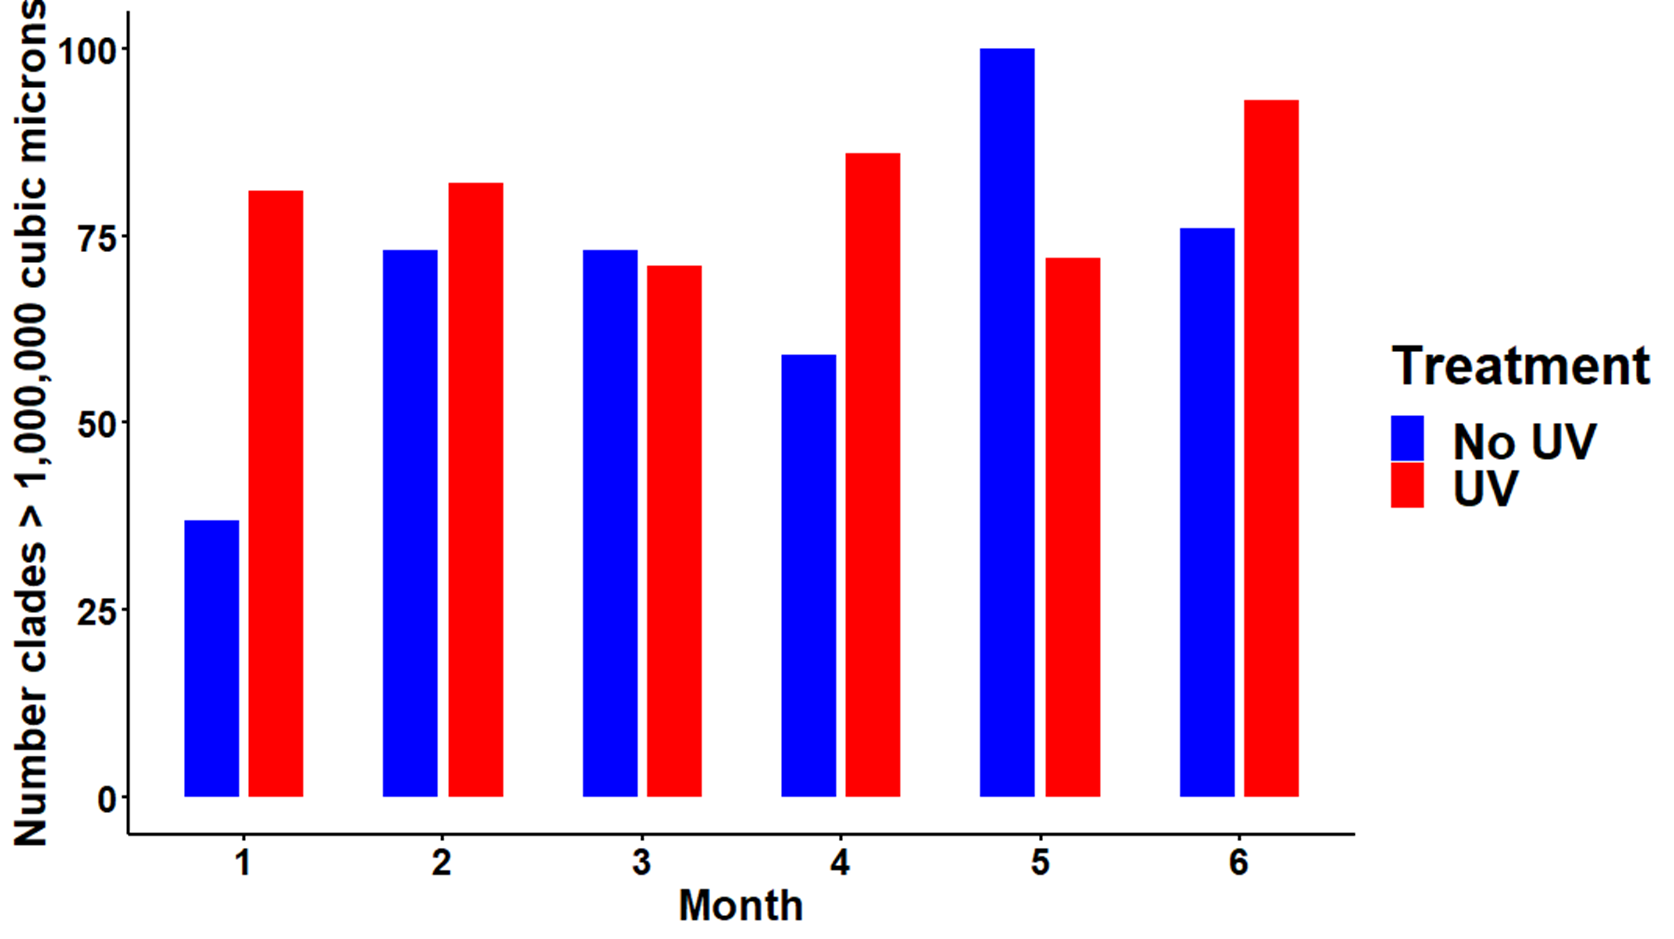 Number clades > 1,000,000 cubic microns
100
75
50
25
0
1 2 3 4 5 6
Month
Treatment
No UV
UV